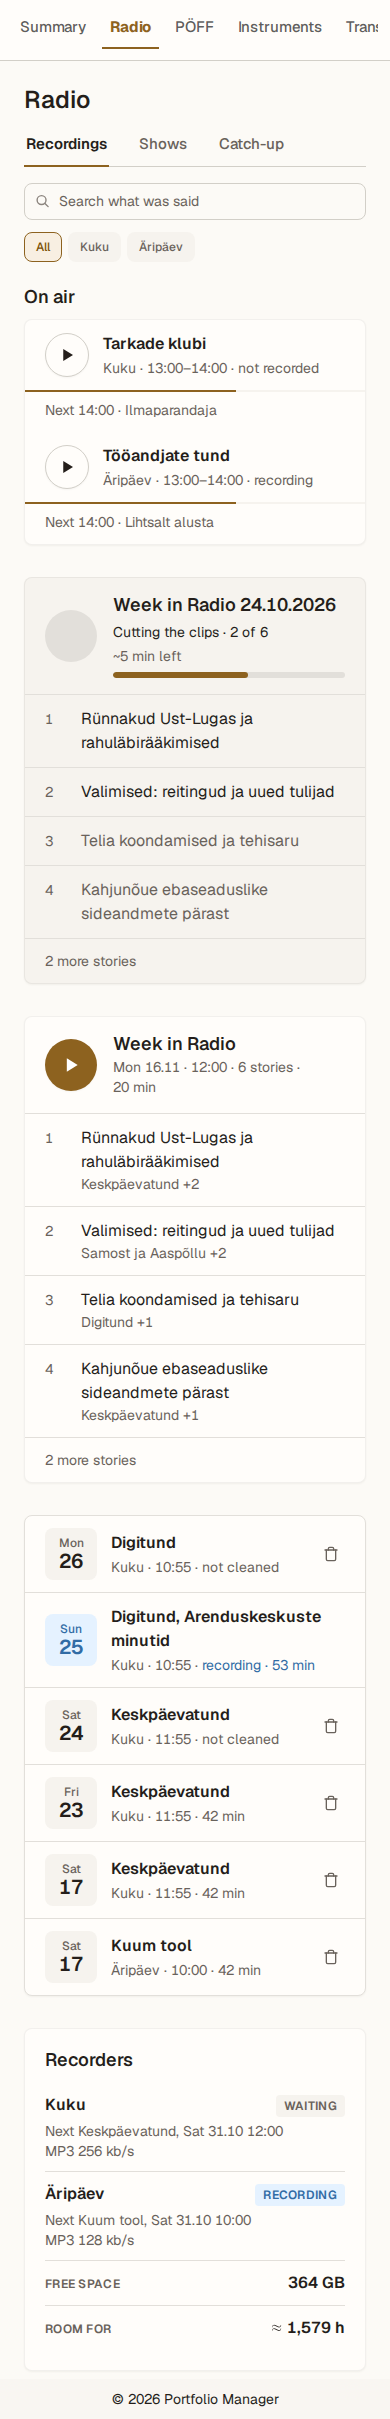 Summary Radio PÖFF Instruments Trans
Radio
Recordings Shows Catch-up
Search what was said
All Kuku Äripäev
On air
Tarkade klubi
Kuku · 13:00–14:00 · not recorded
Next 14:00 · Ilmaparandaja
Tööandjate tund
Äripäev · 13:00–14:00 · recording
Next 14:00 · Lihtsalt alusta
Week in Radio 24.10.2026
Cutting the clips · 2 of 6
~5 min left
1 Rünnakud Ust-Lugas ja
rahuläbirääkimised
2 Valimised: reitingud ja uued tulijad
3 Telia koondamised ja tehisaru
4 Kahjunõue ebaseaduslike
sideandmete pärast
2 more stories
Week in Radio
Mon 16.11 · 12:00 · 6 stories ·
20 min
1 Rünnakud Ust-Lugas ja
rahuläbirääkimised
Keskpäevatund +2
2 Valimised: reitingud ja uued tulijad
Samost ja Aaspõllu +2
3 Telia koondamised ja tehisaru
Digitund +1
4 Kahjunõue ebaseaduslike
sideandmete pärast
Keskpäevatund +1
2 more stories
Mon
26
Digitund
Kuku · 10:55 · not cleaned
Sun
25
Digitund, Arenduskeskuste
minutid
Kuku · 10:55 · recording · 53 min
Sat
24
Keskpäevatund
Kuku · 11:55 · not cleaned
Fri
23
Keskpäevatund
Kuku · 11:55 · 42 min
Sat
17
Keskpäevatund
Kuku · 11:55 · 42 min
Sat
17
Kuum tool
Äripäev · 10:00 · 42 min
Recorders
Kuku WAITING
Next Keskpäevatund, Sat 31.10 12:00
MP3 256 kb/s
Äripäev RECORDING
Next Kuum tool, Sat 31.10 10:00
MP3 128 kb/s
FREE SPACE 364 GB
ROOM FOR ≈ 1,579 h
© 2026 Portfolio Manager